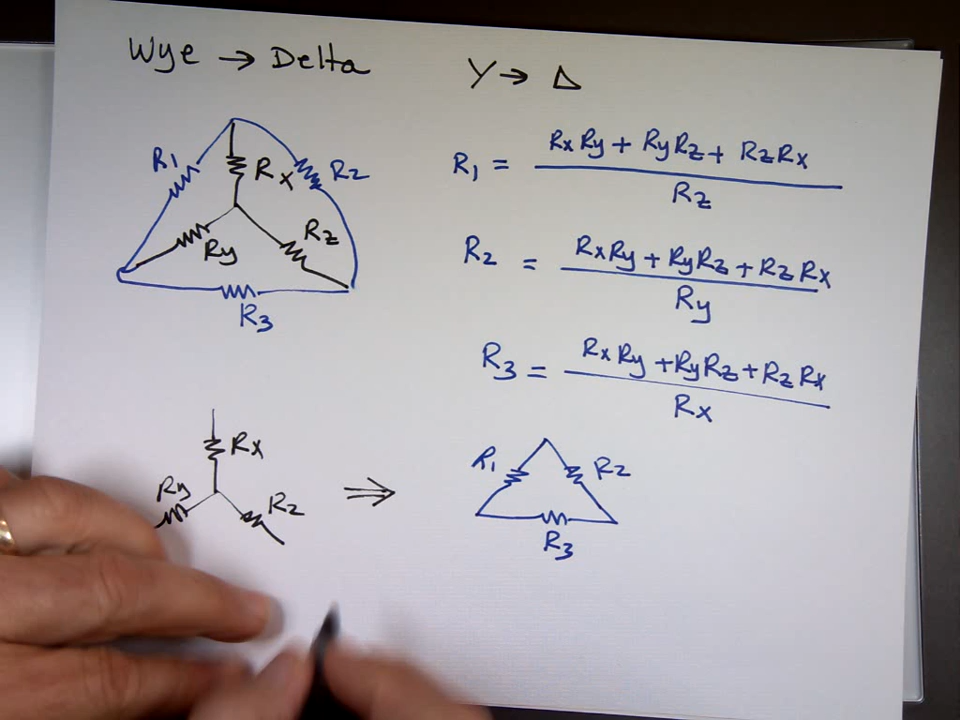 Wye → Delta
Y → Δ
R1
Rx
R2
Ry
Rz
R3
R1 = RxRy + RyRz + RzRx / Rz
R2 = RxRy + RyRz + RzRx / Ry
R3 = RxRy + RyRz + RzRx / Rx
Rx
Ry
Rz
⇒
R1
R2
R3